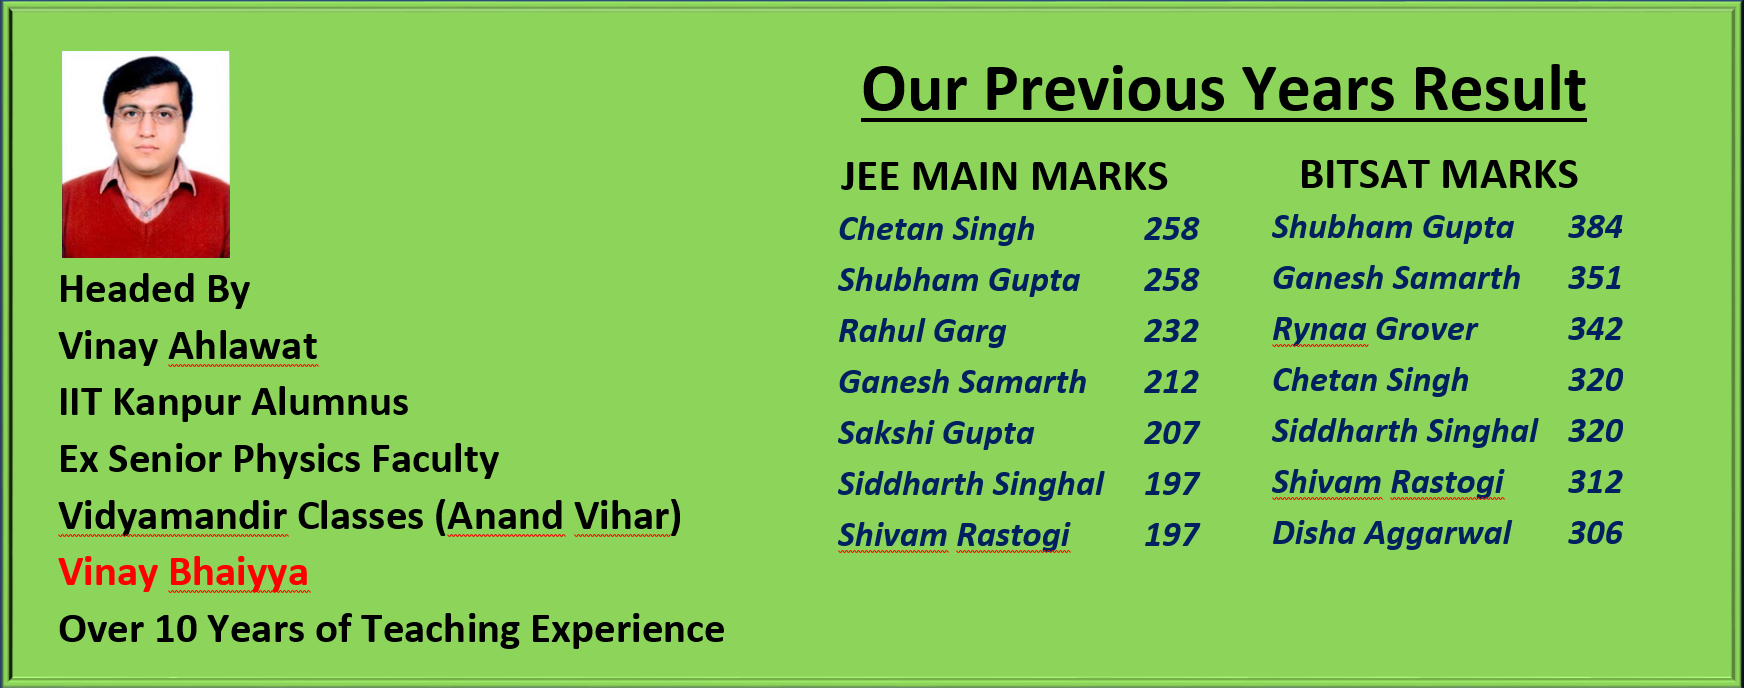 Headed By
Vinay Ahlawat
IIT Kanpur Alumnus
Ex Senior Physics Faculty
Vidyamandir Classes (Anand Vihar)
Vinay Bhaiyya
Over 10 Years of Teaching Experience
Our Previous Years Result
JEE MAIN MARKS
Chetan Singh 258
Shubham Gupta 258
Rahul Garg 232
Ganesh Samarth 212
Sakshi Gupta 207
Siddharth Singhal 197
Shivam Rastogi 197
BITSAT MARKS
Shubham Gupta 384
Ganesh Samarth 351
Rynaa Grover 342
Chetan Singh 320
Siddharth Singhal 320
Shivam Rastogi 312
Disha Aggarwal 306